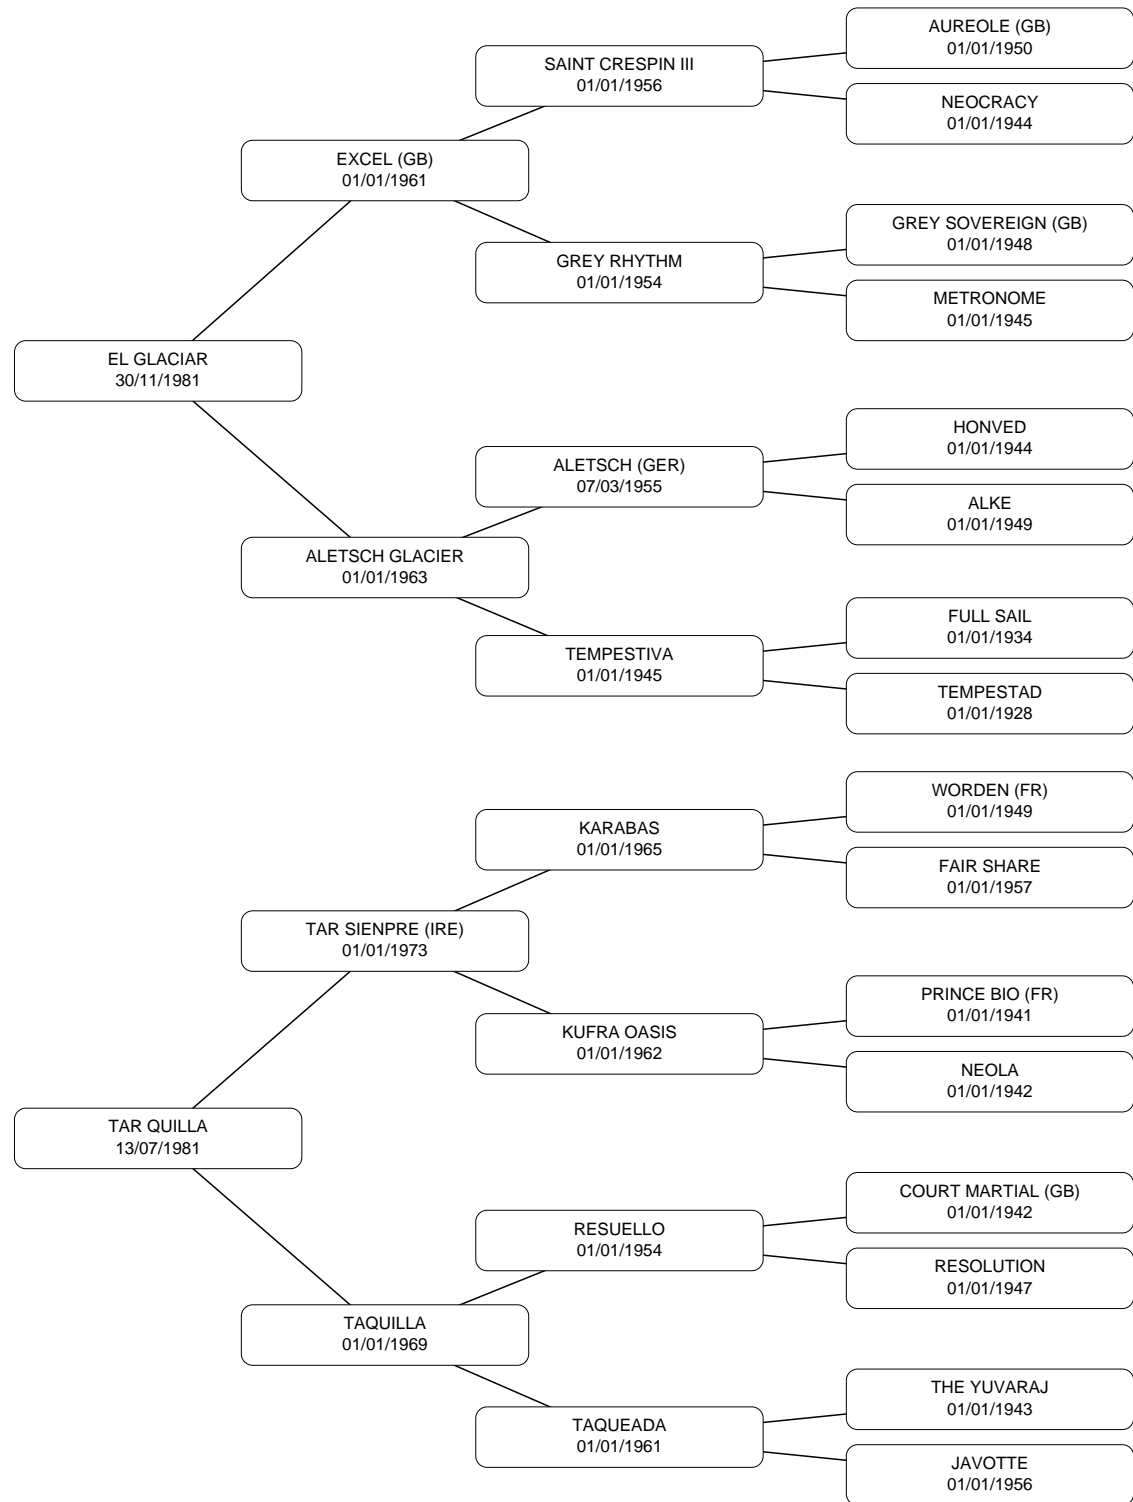 AUREOLE (GB)
01/01/1950
SAINT CRESPIN III
01/01/1956
NEOCRACY
01/01/1944
EXCEL (GB)
01/01/1961
GREY SOVEREIGN (GB)
01/01/1948
GREY RHYTHM
01/01/1954
METRONOME
01/01/1945
EL GLACIAR
30/11/1981
HONVED
01/01/1944
ALETSCH (GER)
07/03/1955
ALKE
01/01/1949
ALETSCH GLACIER
01/01/1963
FULL SAIL
01/01/1934
TEMPESTIVA
01/01/1945
TEMPESTAD
01/01/1928
WORDEN (FR)
01/01/1949
KARABAS
01/01/1965
FAIR SHARE
01/01/1957
TAR SIENPRE (IRE)
01/01/1973
PRINCE BIO (FR)
01/01/1941
KUFRA OASIS
01/01/1962
NEOLA
01/01/1942
TAR QUILLA
13/07/1981
COURT MARTIAL (GB)
01/01/1942
RESUELLO
01/01/1954
RESOLUTION
01/01/1947
TAQUILLA
01/01/1969
THE YUVARAJ
01/01/1943
TAQUEADA
01/01/1961
JAVOTTE
01/01/1956